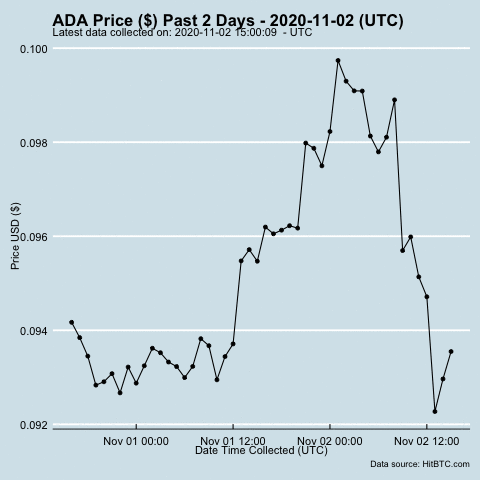 ADA Price ($) Past 2 Days - 2020-11-02 (UTC)
Latest data collected on: 2020-11-02 15:00:09  - UTC
Price USD ($)
0.100
0.098
0.096
0.094
0.092
Nov 01 00:00 Nov 01 12:00 Nov 02 00:00 Nov 02 12:00
Date Time Collected (UTC)
Data source: HitBTC.com